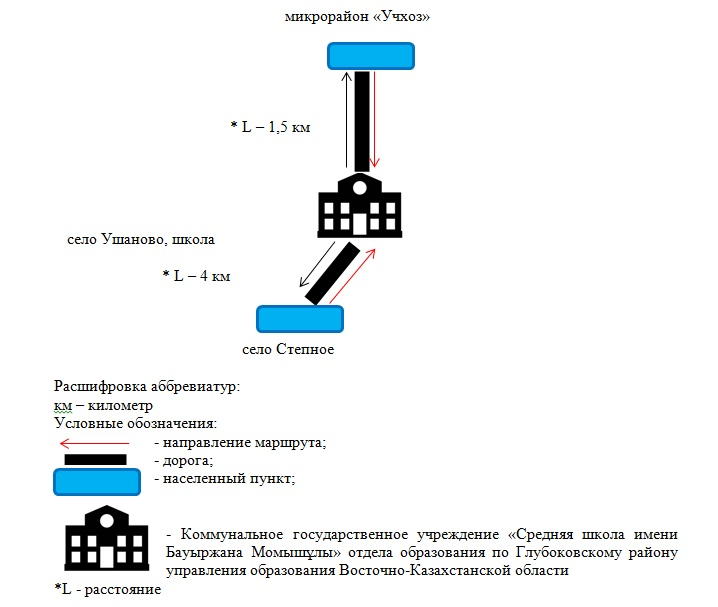 микрорайон «Учхоз»
* L – 1,5 км
село Ушаново, школа
* L – 4 км
село Степное
Расшифровка аббревиатур:
км – километр
Условные обозначения:
- направление маршрута;
- дорога;
- населенный пункт;
- Коммунальное государственное учреждение «Средняя школа имени
Бауыржана Момышұлы» отдела образования по Глубоковскому району
управления образования Восточно-Казахстанской области
*L - расстояние